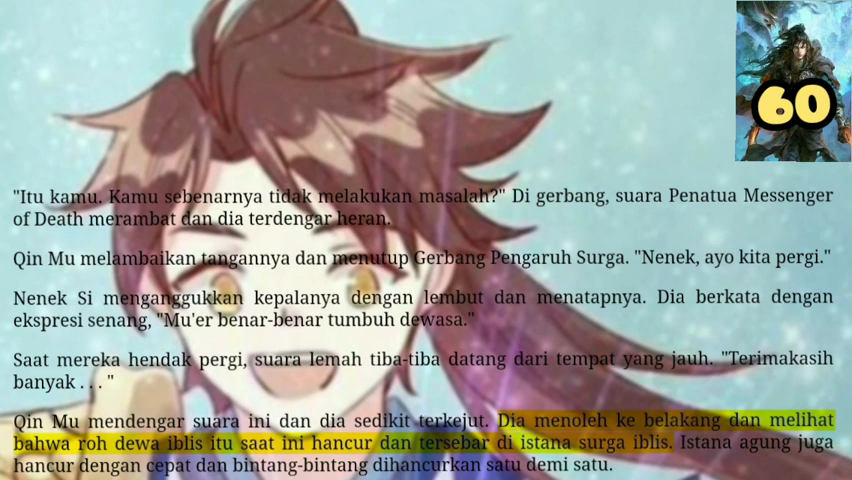 60
"Itu kamu. Kamu sebenarnya tidak melakukan masalah?" Di gerbang, suara Penatua Messenger
of Death merambat dan dia terdengar heran.
Qin Mu melambaikan tangannya dan menutup Gerbang Pengaruh Surga. "Nenek, ayo kita pergi."
Nenek Si menganggukkan kepalanya dengan lembut dan menatapnya. Dia berkata dengan
ekspresi senang, "Mu'er benar-benar tumbuh dewasa."
Saat mereka hendak pergi, suara lemah tiba-tiba datang dari tempat yang jauh. "Terimakasih
banyak . . . "
Qin Mu mendengar suara ini dan dia sedikit terkejut. Dia menoleh ke belakang dan melihat
bahwa roh dewa iblis itu saat ini hancur dan tersebar di istana surga iblis. Istana agung juga
hancur dengan cepat dan bintang-bintang dihancurkan satu demi satu.